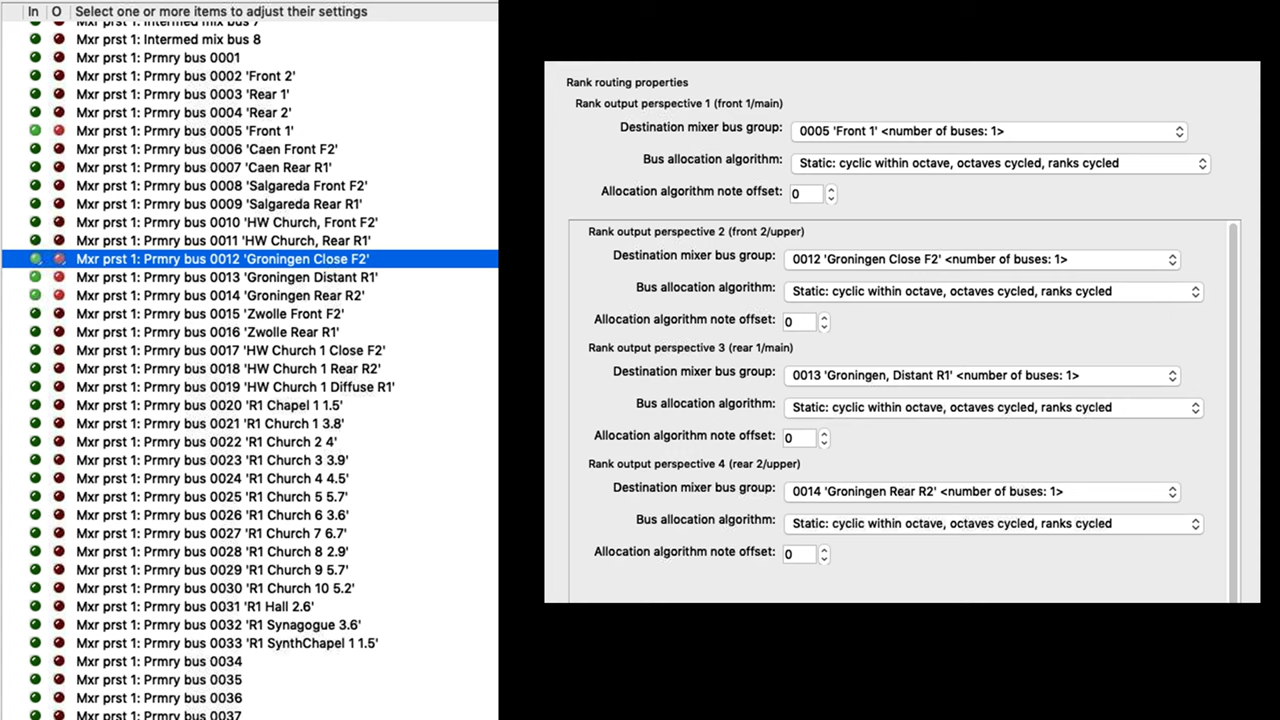 In O Select one or more items to adjust their settings
Mxr prst 1: Intermed mix bus 7
Mxr prst 1: Intermed mix bus 8
Mxr prst 1: Prmry bus 0001
Mxr prst 1: Prmry bus 0002 'Front 2'
Mxr prst 1: Prmry bus 0003 'Rear 1'
Mxr prst 1: Prmry bus 0004 'Rear 2'
Mxr prst 1: Prmry bus 0005 'Front 1'
Mxr prst 1: Prmry bus 0006 'Caen Front F2'
Mxr prst 1: Prmry bus 0007 'Caen Rear R1'
Mxr prst 1: Prmry bus 0008 'Salgareda Front F2'
Mxr prst 1: Prmry bus 0009 'Salgareda Rear R1'
Mxr prst 1: Prmry bus 0010 'HW Church, Front F2'
Mxr prst 1: Prmry bus 0011 'HW Church, Rear R1'
Mxr prst 1: Prmry bus 0012 'Groningen Close F2'
Mxr prst 1: Prmry bus 0013 'Groningen Distant R1'
Mxr prst 1: Prmry bus 0014 'Groningen Rear R2'
Mxr prst 1: Prmry bus 0015 'Zwolle Front F2'
Mxr prst 1: Prmry bus 0016 'Zwolle Rear R1'
Mxr prst 1: Prmry bus 0017 'HW Church 1 Close F2'
Mxr prst 1: Prmry bus 0018 'HW Church 1 Rear R2'
Mxr prst 1: Prmry bus 0019 'HW Church 1 Diffuse R1'
Mxr prst 1: Prmry bus 0020 'R1 Chapel 1 1.5'
Mxr prst 1: Prmry bus 0021 'R1 Church 1 3.8'
Mxr prst 1: Prmry bus 0022 'R1 Church 2 4'
Mxr prst 1: Prmry bus 0023 'R1 Church 3 3.9'
Mxr prst 1: Prmry bus 0024 'R1 Church 4 4.5'
Mxr prst 1: Prmry bus 0025 'R1 Church 5 5.7'
Mxr prst 1: Prmry bus 0026 'R1 Church 6 3.6'
Mxr prst 1: Prmry bus 0027 'R1 Church 7 6.7'
Mxr prst 1: Prmry bus 0028 'R1 Church 8 2.9'
Mxr prst 1: Prmry bus 0029 'R1 Church 9 5.7'
Mxr prst 1: Prmry bus 0030 'R1 Church 10 5.2'
Mxr prst 1: Prmry bus 0031 'R1 Hall 2.6'
Mxr prst 1: Prmry bus 0032 'R1 Synagogue 3.6'
Mxr prst 1: Prmry bus 0033 'R1 SynthChapel 1 1.5'
Mxr prst 1: Prmry bus 0034
Mxr prst 1: Prmry bus 0035
Mxr prst 1: Prmry bus 0036
Mxr prst 1: Prmry bus 0037
Rank routing properties
Rank output perspective 1 (front 1/main)
Destination mixer bus group: 0005 'Front 1' <number of buses: 1>
Bus allocation algorithm: Static: cyclic within octave, octaves cycled, ranks cycled
Allocation algorithm note offset: 0
Rank output perspective 2 (front 2/upper)
Destination mixer bus group: 0012 'Groningen Close F2' <number of buses: 1>
Bus allocation algorithm: Static: cyclic within octave, octaves cycled, ranks cycled
Allocation algorithm note offset: 0
Rank output perspective 3 (rear 1/main)
Destination mixer bus group: 0013 'Groningen, Distant R1' <number of buses: 1>
Bus allocation algorithm: Static: cyclic within octave, octaves cycled, ranks cycled
Allocation algorithm note offset: 0
Rank output perspective 4 (rear 2/upper)
Destination mixer bus group: 0014 'Groningen Rear R2' <number of buses: 1>
Bus allocation algorithm: Static: cyclic within octave, octaves cycled, ranks cycled
Allocation algorithm note offset: 0